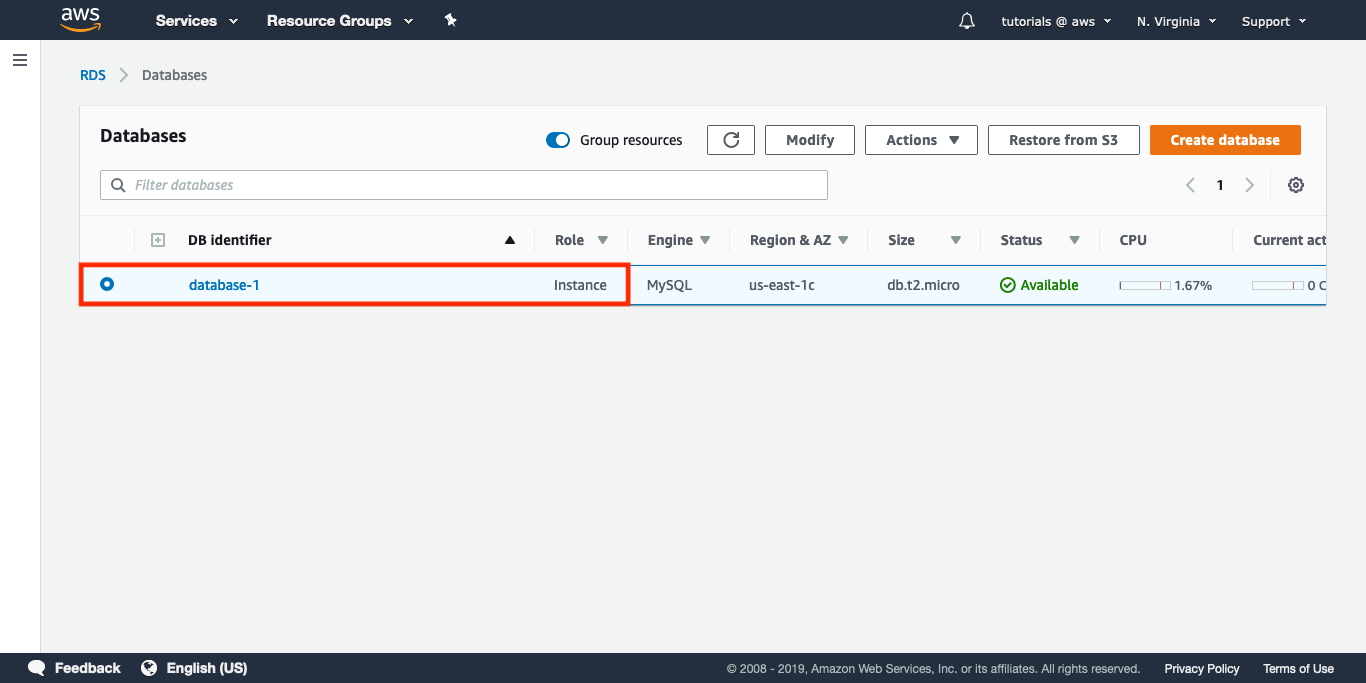 aws Services Resource Groups tutorials @ aws N. Virginia Support
RDS Databases
Databases Group resources Modify Actions Restore from S3 Create database
Filter databases 1
DB identifier Role Engine Region & AZ Size Status CPU Current act
database-1 Instance MySQL us-east-1c db.t2.micro Available 1.67% 0 C
Feedback English (US) © 2008 - 2019, Amazon Web Services, Inc. or its affiliates. All rights reserved. Privacy Policy Terms of Use